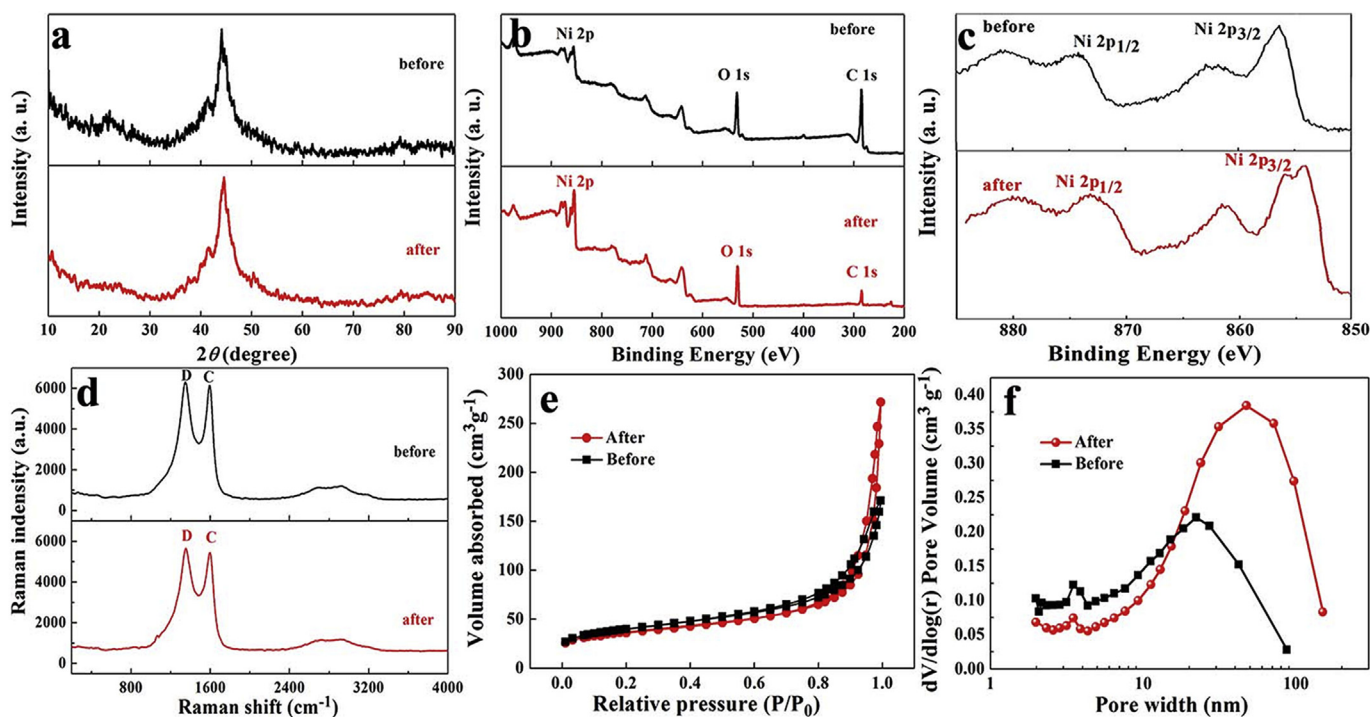 a
before
after
Intensity (a. u.)
10 20 30 40 50 60 70 80 90
2θ (degree)
b
Ni 2p
before
O 1s
C 1s
Ni 2p
after
O 1s
C 1s
Intensity (a. u.)
1000 900 800 700 600 500 400 300 200
Binding Energy (eV)
c
before
Ni 2p1/2
Ni 2p3/2
after
Ni 2p1/2
Ni 2p3/2
Intensity (a. u.)
880 870 860 850
Binding Energy (eV)
d
D C
before
D C
after
Raman indensity (a.u.)
6000
4000
2000
0
6000
4000
2000
0
800 1600 2400 3200 4000
Raman shift (cm-1)
e
After
Before
Volume absorbed (cm3g-1)
300
250
200
150
100
50
0
0.0 0.2 0.4 0.6 0.8 1.0
Relative pressure (P/P0)
f
After
Before
dV/dlog(r) Pore Volume (cm3 g-1)
0.40
0.35
0.30
0.25
0.20
0.15
0.10
0.05
0.00
1 10 100
Pore width (nm)